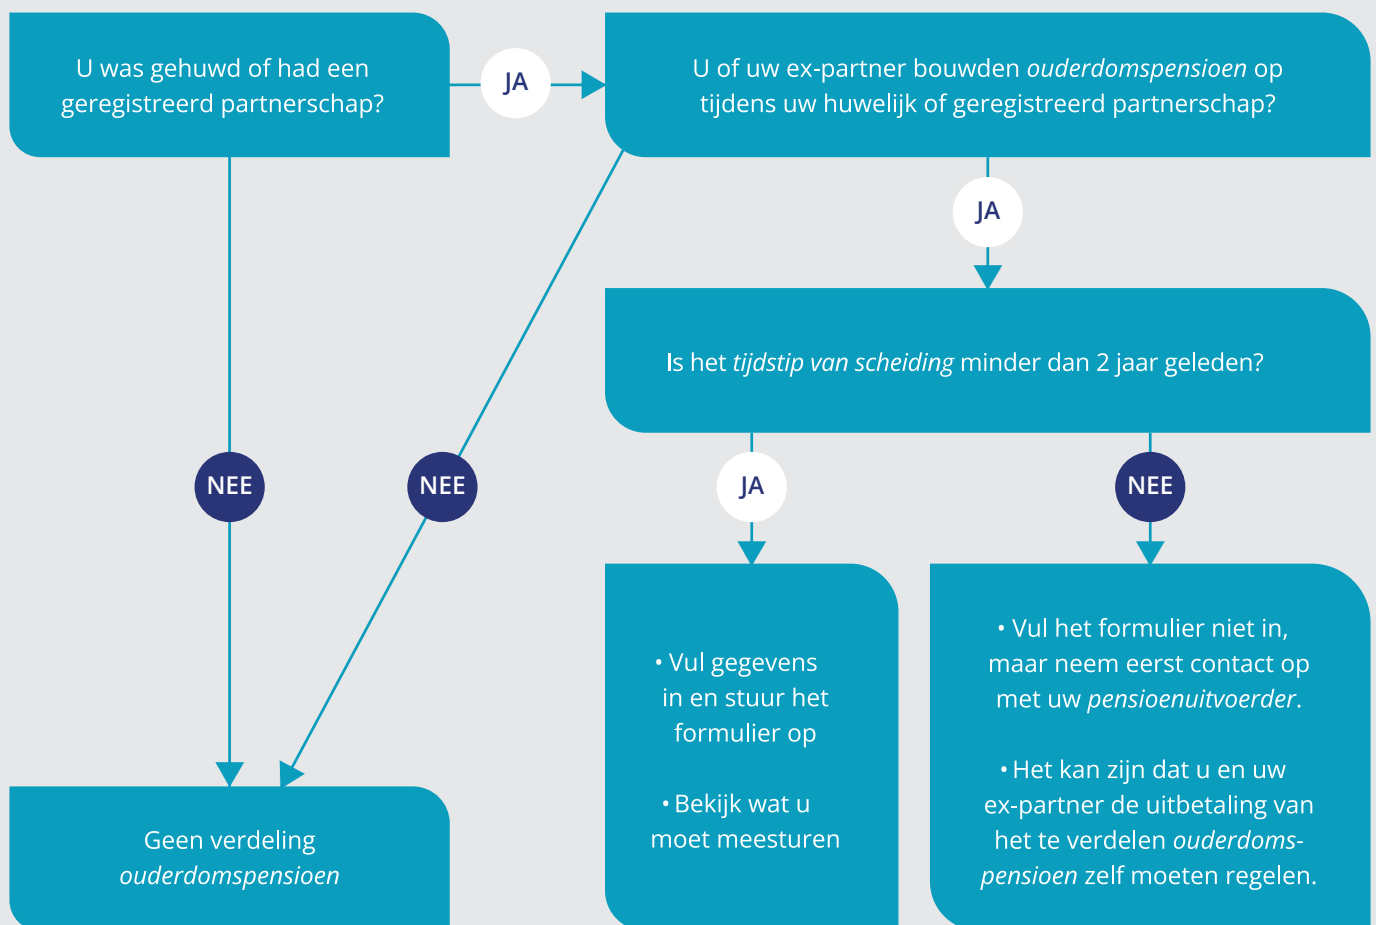 U was gehuwd of had een
geregistreerd partnerschap?
JA
U of uw ex-partner bouwden ouderdomspensioen op
tijdens uw huwelijk of geregistreerd partnerschap?
JA
Is het tijdstip van scheiding minder dan 2 jaar geleden?
NEE
NEE
JA
NEE
• Vul gegevens
in en stuur het
formulier op
• Bekijk wat u
moet meesturen
• Vul het formulier niet in,
maar neem eerst contact op
met uw pensioenuitvoerder.
• Het kan zijn dat u en uw
ex-partner de uitbetaling van
het te verdelen ouderdoms-
pensioen zelf moeten regelen.
Geen verdeling
ouderdomspensioen